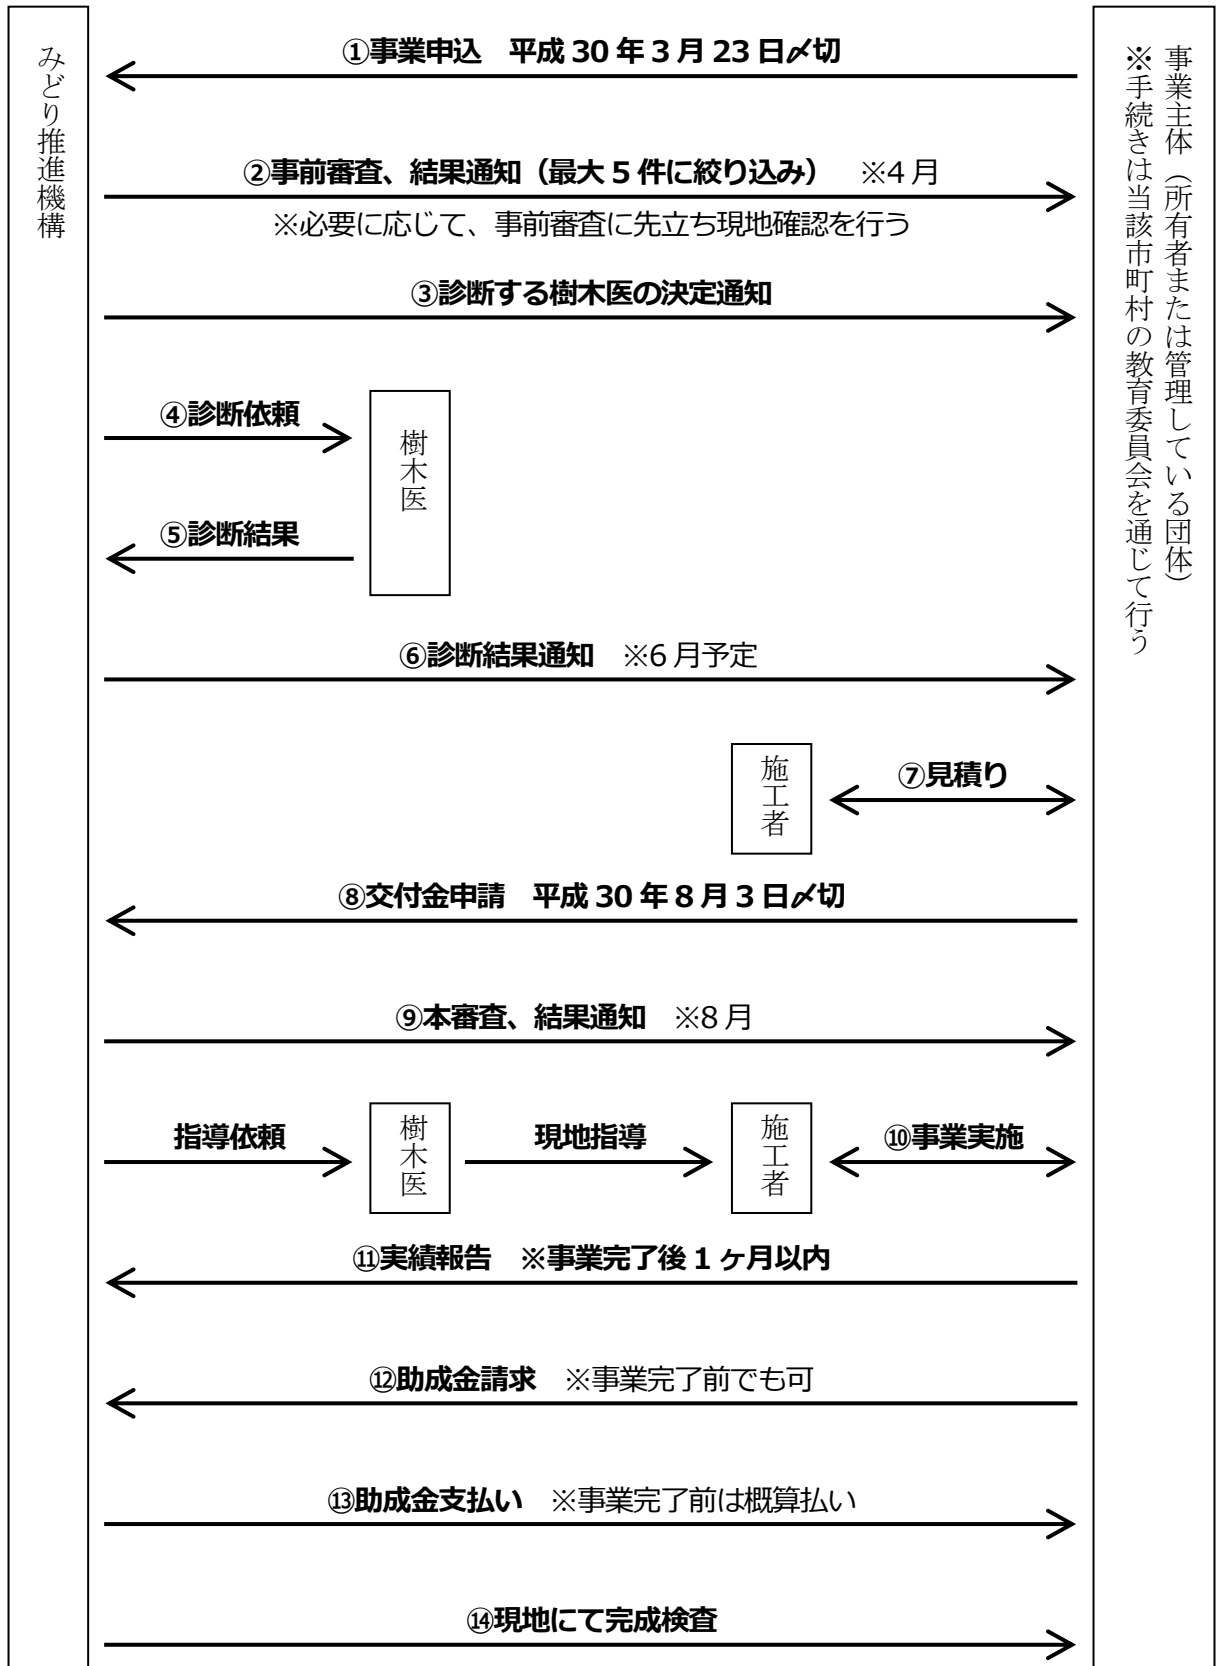 みどり推進機構
事業主体（所有者または管理している団体）
※手続きは当該市町村の教育委員会を通じて行う
①事業申込　平成 30 年 3 月 23 日〆切
②事前審査、結果通知（最大 5 件に絞り込み）　※4 月
※必要に応じて、事前審査に先立ち現地確認を行う
③診断する樹木医の決定通知
④診断依頼
樹木医
⑤診断結果
⑥診断結果通知　※6 月予定
施工者
⑦見積り
⑧交付金申請　平成 30 年 8 月 3 日〆切
⑨本審査、結果通知　※8 月
指導依頼
樹木医
現地指導
施工者
⑩事業実施
⑪実績報告　※事業完了後 1 ヶ月以内
⑫助成金請求　※事業完了前でも可
⑬助成金支払い　※事業完了前は概算払い
⑭現地にて完成検査